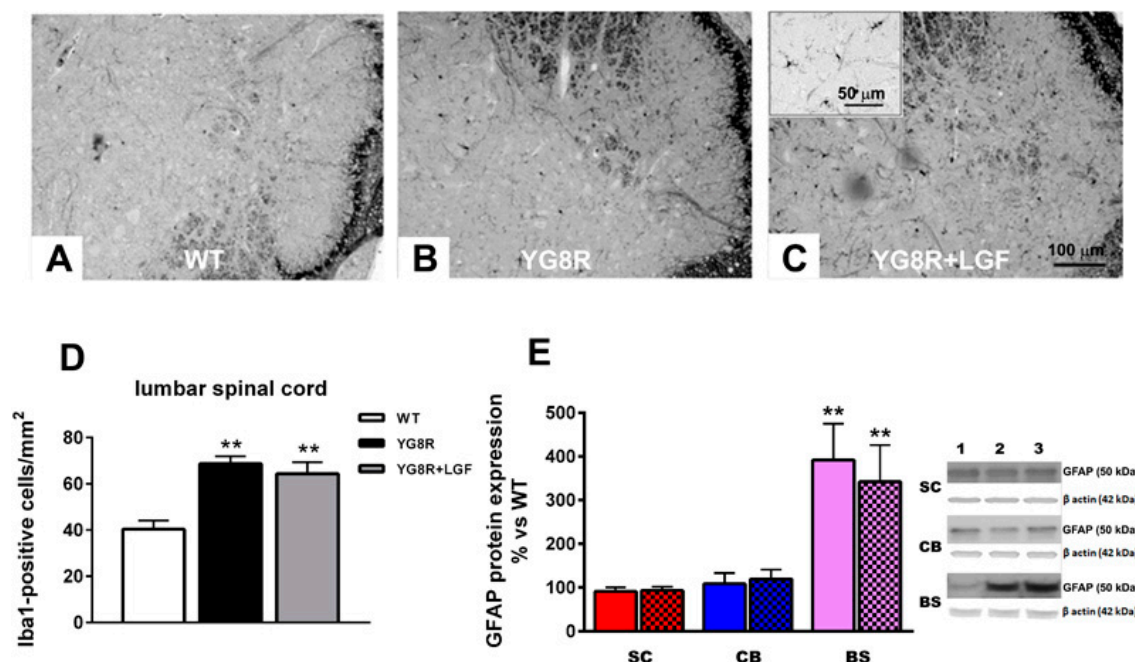 50 μm
A
WT
B
YG8R
C
YG8R+LGF
100 μm
D
lumbar spinal cord
Iba1-positive cells/mm²
80
60
40
20
0
**
**
WT
YG8R
YG8R+LGF
E
GFAP protein expression
% vs WT
500
400
300
200
100
0
**
**
SC
CB
BS
1 2 3
SC
GFAP (50 kDa
β actin (42 kDa
CB
GFAP (50 kDa
β actin (42 kDa
BS
GFAP (50 kDa
β actin (42 kDa